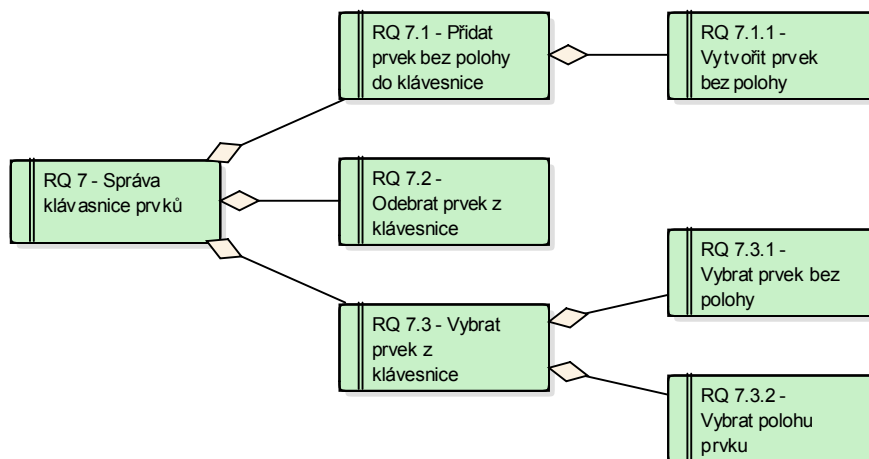 RQ 7 - Správa
klávasnice prvků
RQ 7.1 - Přidat
prvek bez polohy
do klávesnice
RQ 7.1.1 -
Vytvořit prvek
bez polohy
RQ 7.2 -
Odebrat prvek z
klávesnice
RQ 7.3 - Vybrat
prvek z
klávesnice
RQ 7.3.1 -
Vybrat prvek bez
polohy
RQ 7.3.2 -
Vybrat polohu
prvku